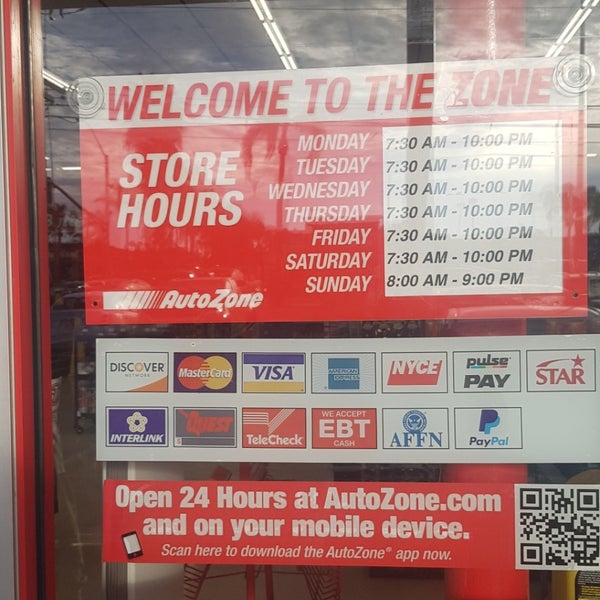 WELCOME TO THE ZONE
STORE HOURS
MONDAY 7:30 AM - 10:00 PM
TUESDAY 7:30 AM - 10:00 PM
WEDNESDAY 7:30 AM - 10:00 PM
THURSDAY 7:30 AM - 10:00 PM
FRIDAY 7:30 AM - 10:00 PM
SATURDAY 7:30 AM - 10:00 PM
SUNDAY 8:00 AM - 9:00 PM
AutoZone
DISCOVER NETWORK
MasterCard
VISA
AMERICAN EXPRESS
NYCE
pulse PAY
STAR
INTERLINK
QUEST
TeleCheck
WE ACCEPT EBT CASH
AFFN
PayPal
Open 24 Hours at AutoZone.com
and on your mobile device.
Scan here to download the AutoZone® app now.